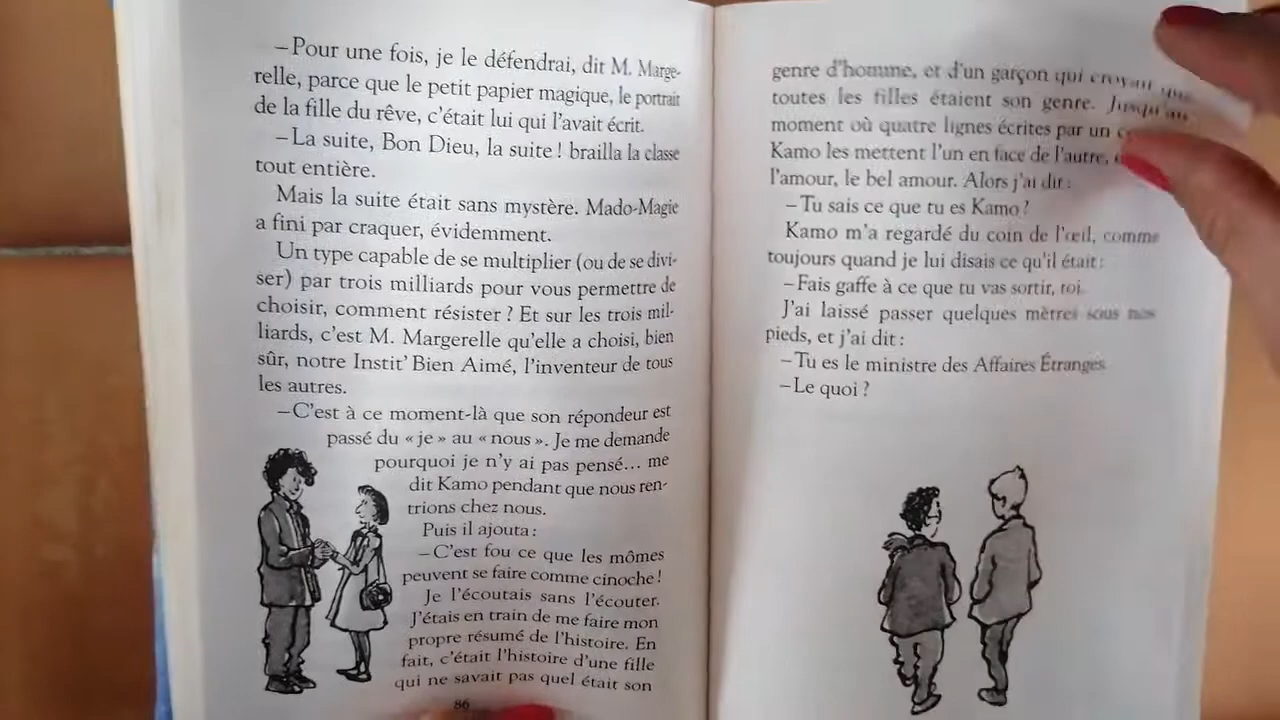 –Pour une fois, je le défendrai, dit M. Marge-
relle, parce que le petit papier magique, le portrait
de la fille du rêve, c'était lui qui l'avait écrit.
–La suite, Bon Dieu, la suite ! brailla la classe
tout entière.
Mais la suite était sans mystère. Mado-Magie
a fini par craquer, évidemment.
Un type capable de se multiplier (ou de se divi-
ser) par trois milliards pour vous permettre de
choisir, comment résister ? Et sur les trois mil-
liards, c'est M. Margerelle qu'elle a choisi, bien
sûr, notre Instit' Bien Aimé, l'inventeur de tous
les autres.
–C'est à ce moment-là que son répondeur est
passé du « je » au « nous ». Je me demande
pourquoi je n'y ai pas pensé... me
dit Kamo pendant que nous ren-
trions chez nous.
Puis il ajouta :
–C'est fou ce que les mômes
peuvent se faire comme cinoche !
Je l'écoutais sans l'écouter.
J'étais en train de me faire mon
propre résumé de l'histoire. En
fait, c'était l'histoire d'une fille
qui ne savait pas quel était son
86
genre d'homme, et d'un garçon qui croyait que
toutes les filles étaient son genre. Jusqu'au
moment où quatre lignes écrites par un
Kamo les mettent l'un en face de l'autre,
l'amour, le bel amour. Alors j'ai dit :
–Tu sais ce que tu es Kamo ?
Kamo m'a regardé du coin de l'œil, comme
toujours quand je lui disais ce qu'il était :
–Fais gaffe à ce que tu vas sortir, toi.
J'ai laissé passer quelques mètres sous nos
pieds, et j'ai dit :
–Tu es le ministre des Affaires Étranges.
–Le quoi ?